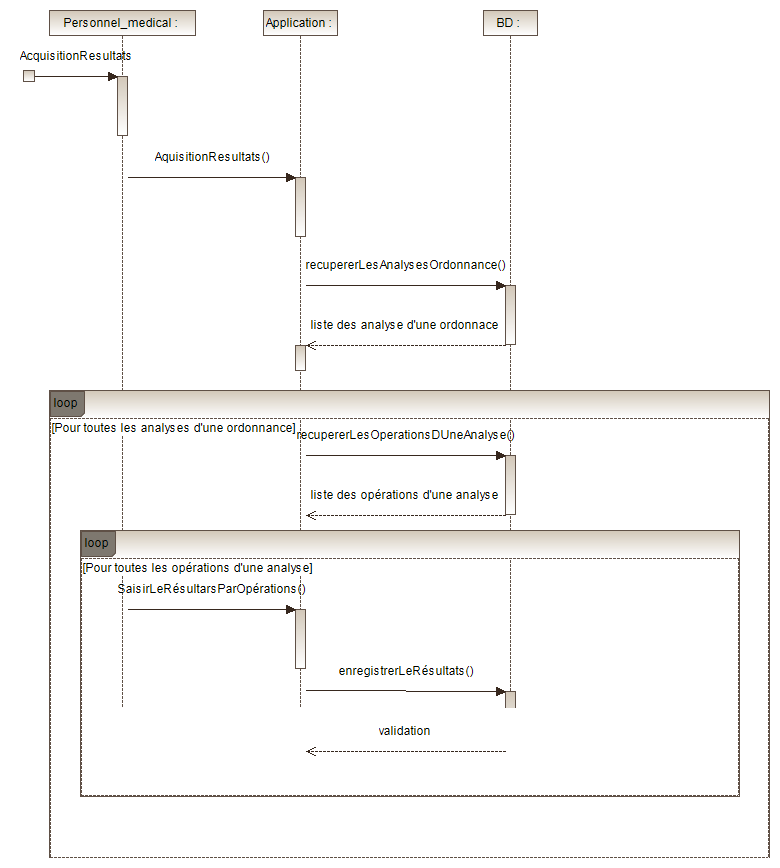 Personnel_medical :
Application :
BD :
AcquisitionResultats
AquisitionResultats()
recupererLesAnalysesOrdonnance()
liste des analyse d'une ordonnace
loop
[Pour toutes les analyses d'une ordonnance]
recupererLesOperationsDUneAnalyse()
liste des opérations d'une analyse
loop
[Pour toutes les opérations d'une analyse]
SaisirLeRésultarsParOpérations()
enregistrerLeRésultats()
validation